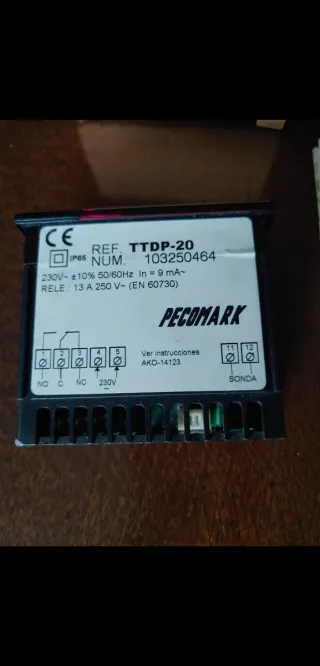 CE
IP65
REF. TTDP-20
NUM. 103250464
230V~ ±10% 50/60Hz In = 9 mA~
RELE : 13 A 250 V~ (EN 60730)
PECOMARK
1 2 3 4 5
NO C NC 230V
~
Ver instrucciones
AKO-14123
11 12
SONDA